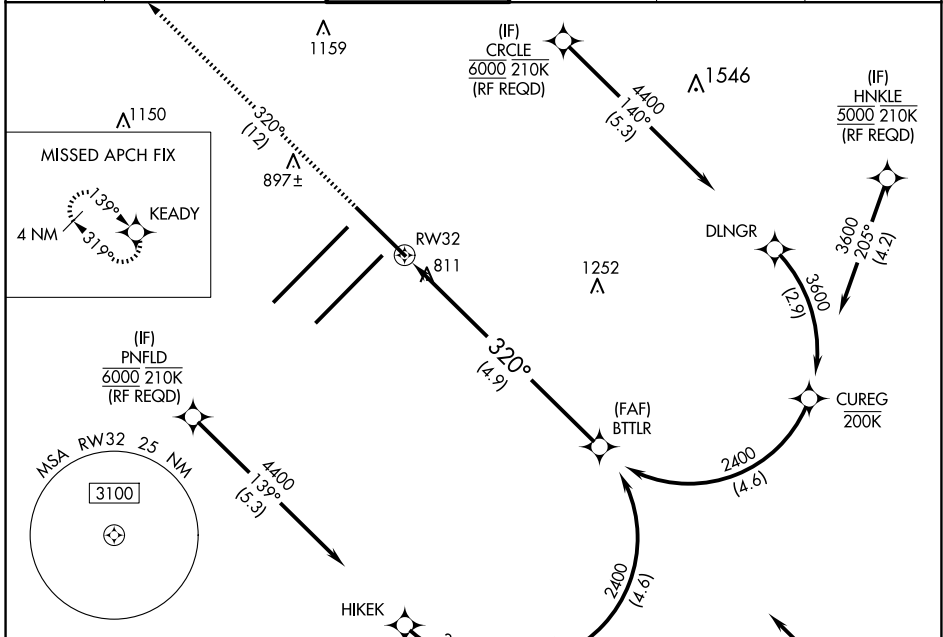 1159
(IF)
CRCLE
6000 210K
(RF REQD)
4400
140°
(5.3)
1546
(IF)
HNKLE
5000 210K
(RF REQD)
1150
320°
(12)
897±
MISSED APCH FIX
139°
KEADY
4 NM
319°
RW32
811
DLNGR
3600
205°
(4.2)
1252
3600
(2.9)
(IF)
PNFLD
6000 210K
(RF REQD)
320°
(4.9)
(FAF)
BTTLR
CUREG
200K
MSA RW32 25 NM
3100
4400
139°
(5.3)
2400
(4.6)
2400
(4.6)
HIKEK